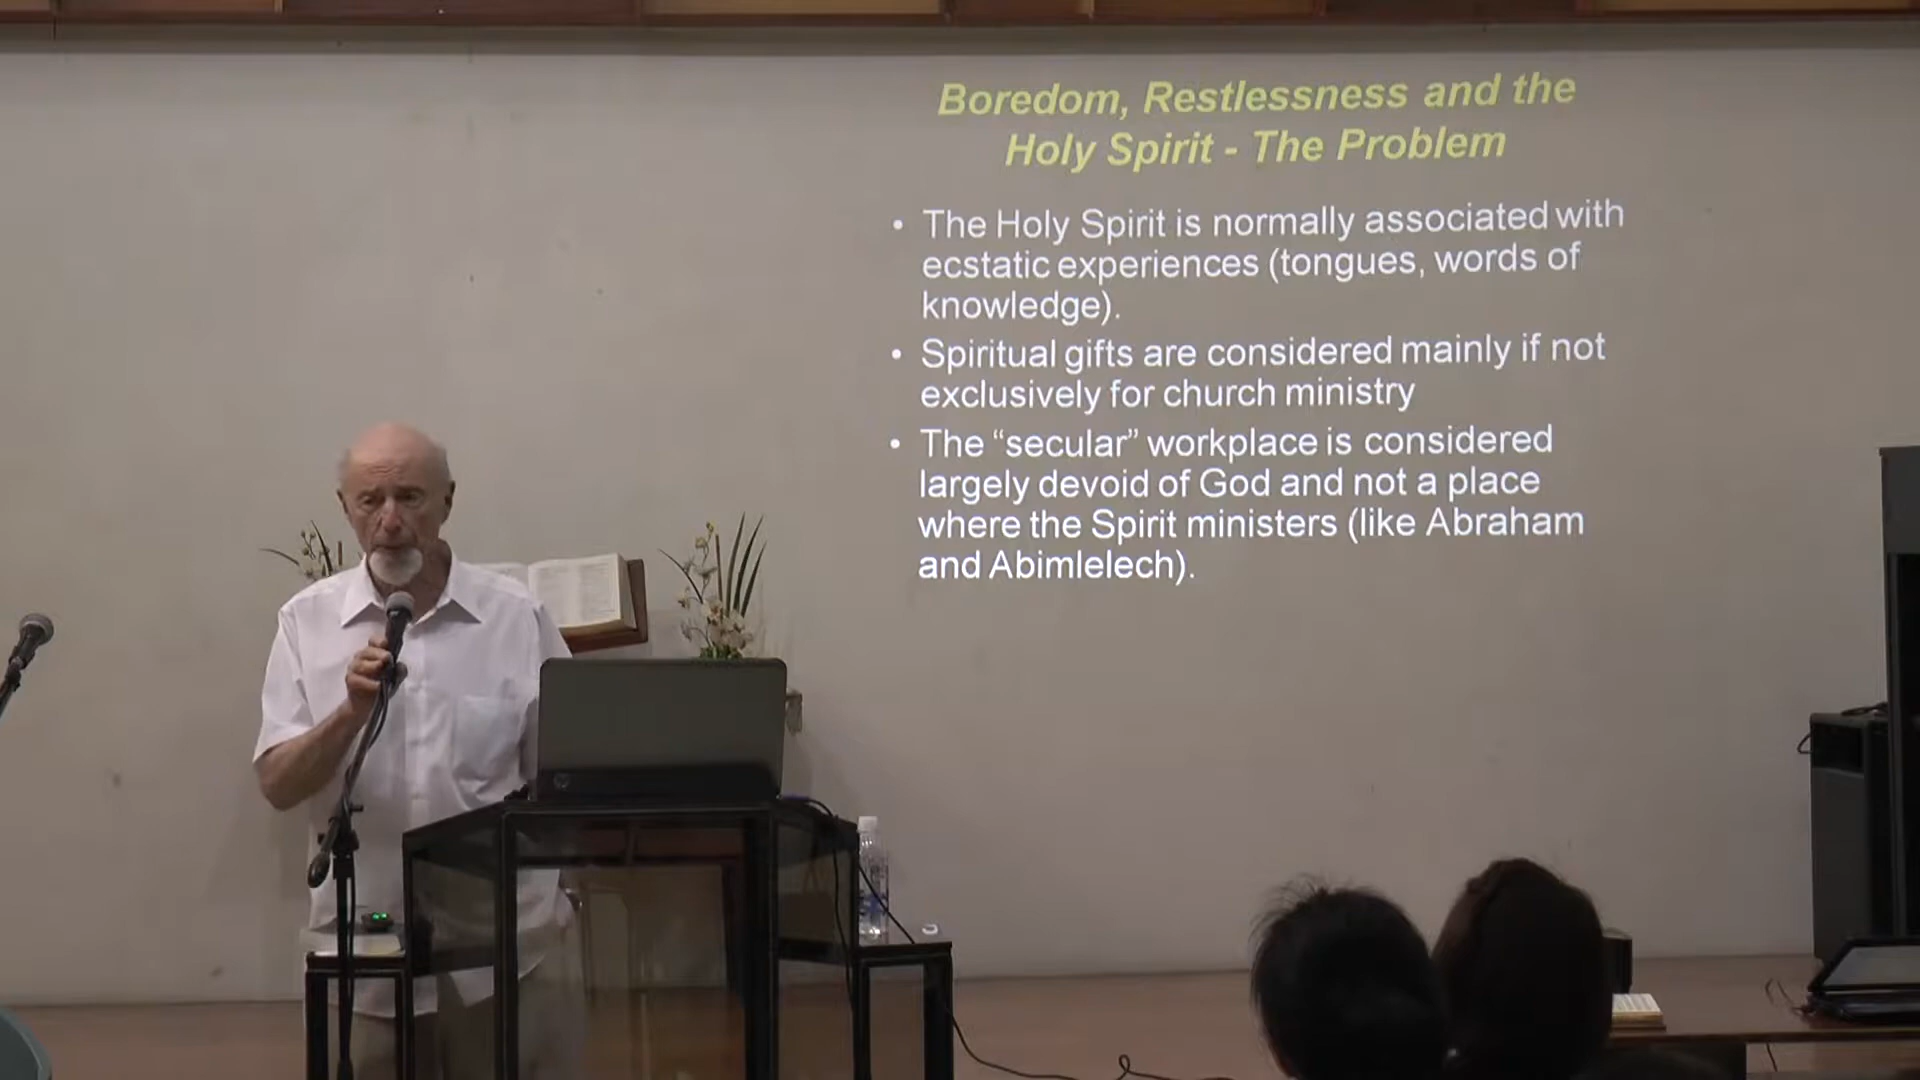 Boredom, Restlessness and the
Holy Spirit - The Problem
• The Holy Spirit is normally associated with
ecstatic experiences (tongues, words of
knowledge).
• Spiritual gifts are considered mainly if not
exclusively for church ministry
• The “secular” workplace is considered
largely devoid of God and not a place
where the Spirit ministers (like Abraham
and Abimlelech).